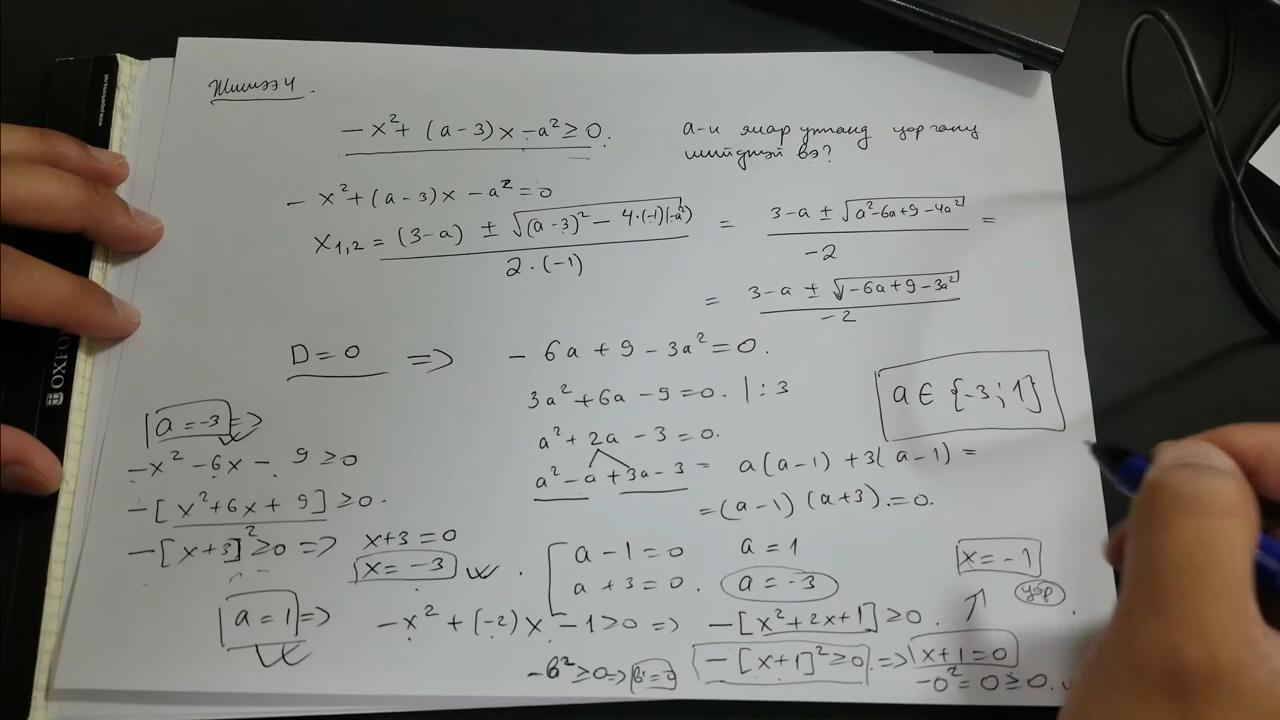 Жишээ 4.
-x²+ (a-3)x -a² ≥ 0. a-н ямар утганд цор ганц
шийдтэй вэ?
- x²+(a-3)x -a²=0
x₁,₂ = ((3-a) ± √((a-3)² - 4·(-1)(-a²))) / (2·(-1)) = (3-a ± √(a²-6a+9-4a²)) / -2 =
= (3-a ± √(-6a+9-3a²)) / -2
D=0 => - 6a+9-3a²=0.
3a²+6a-9=0. |:3
a ∈ {-3; 1}
a=-3 =>
a²+2a-3=0.
-x²-6x- 9 ≥0
a²-a+3a-3 = a(a-1) +3(a-1) =
-[x²+6x+9] ≥0.
=(a-1)(a+3).=0.
-[x+3]² ≥0 => x+3=0
x=-3
a-1=0 a=1
a+3=0. a=-3
x=-1
цор
a=1 => -x²+(-2)x -1≥0 => -[x²+2x+1] ≥0.
-b² ≥0 => b=0 -[x+1]² ≥0 => x+1=0
-0²=0≥0.
OXFO